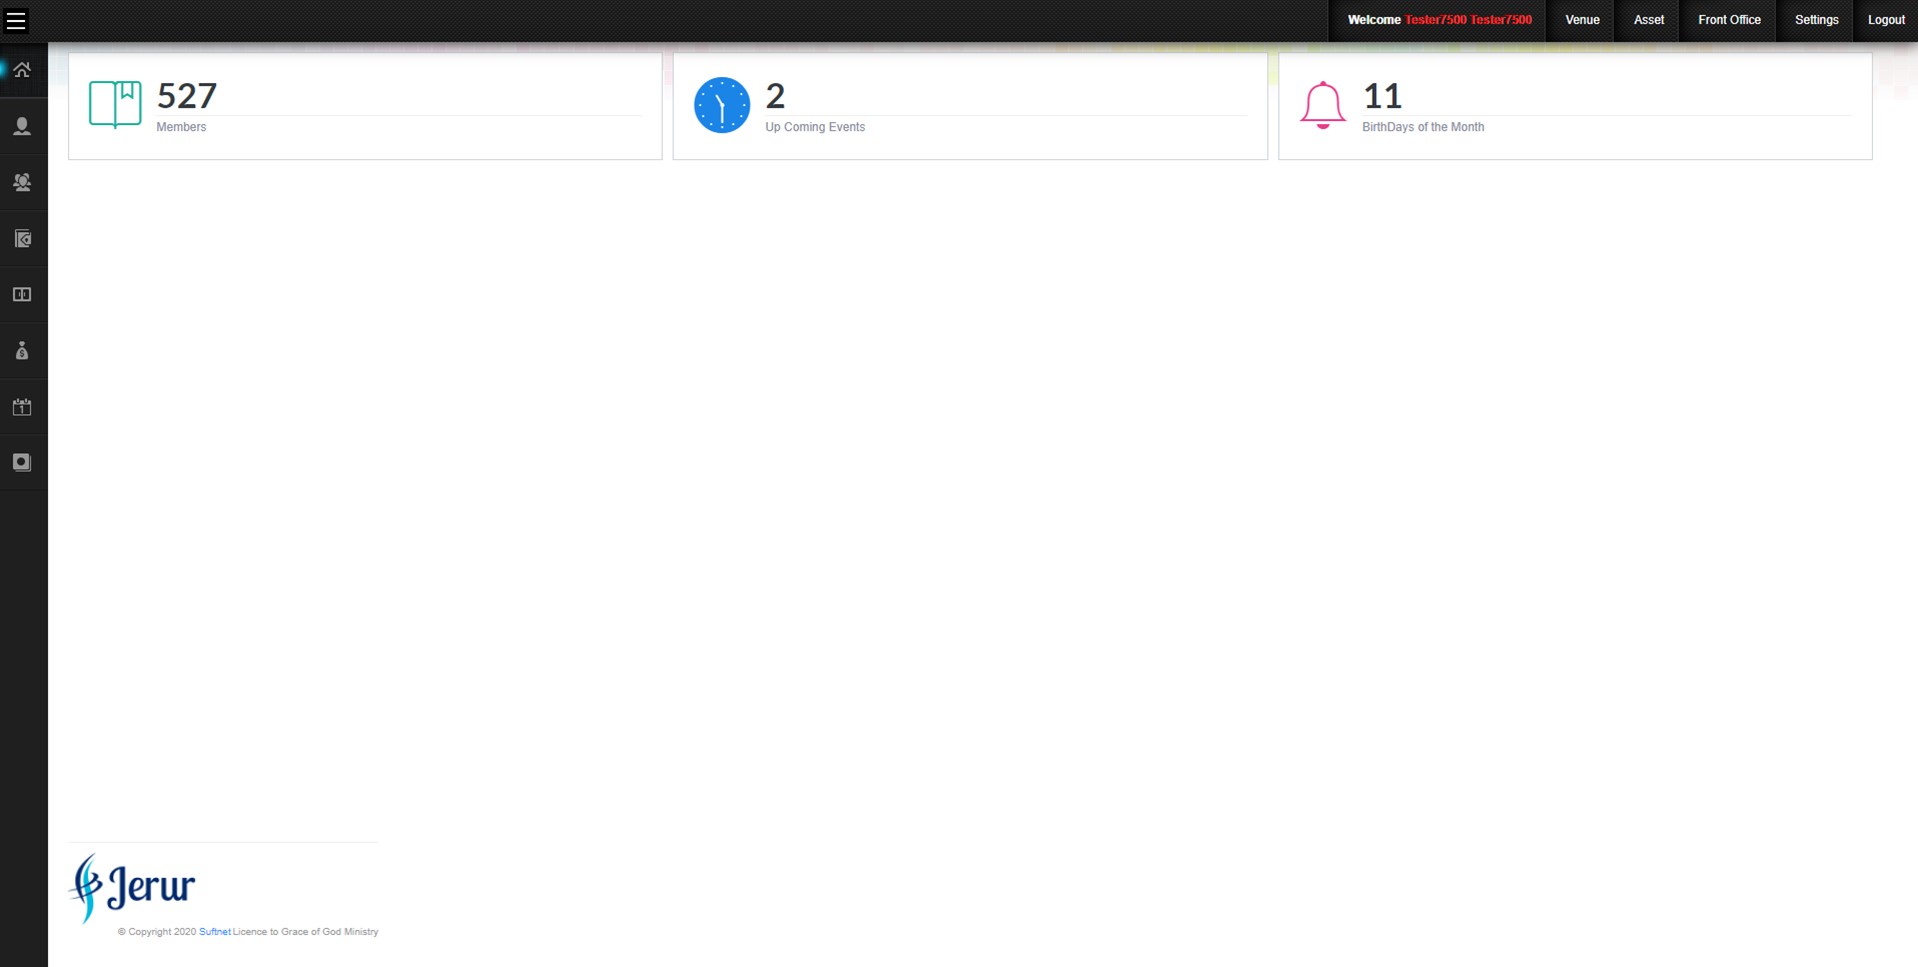 Welcome Tester7500 Tester7500
Venue
Asset
Front Office
Settings
Logout
527
Members
2
Up Coming Events
11
BirthDays of the Month
1
Jerur
© Copyright 2020 Suftnet Licence to Grace of God Ministry